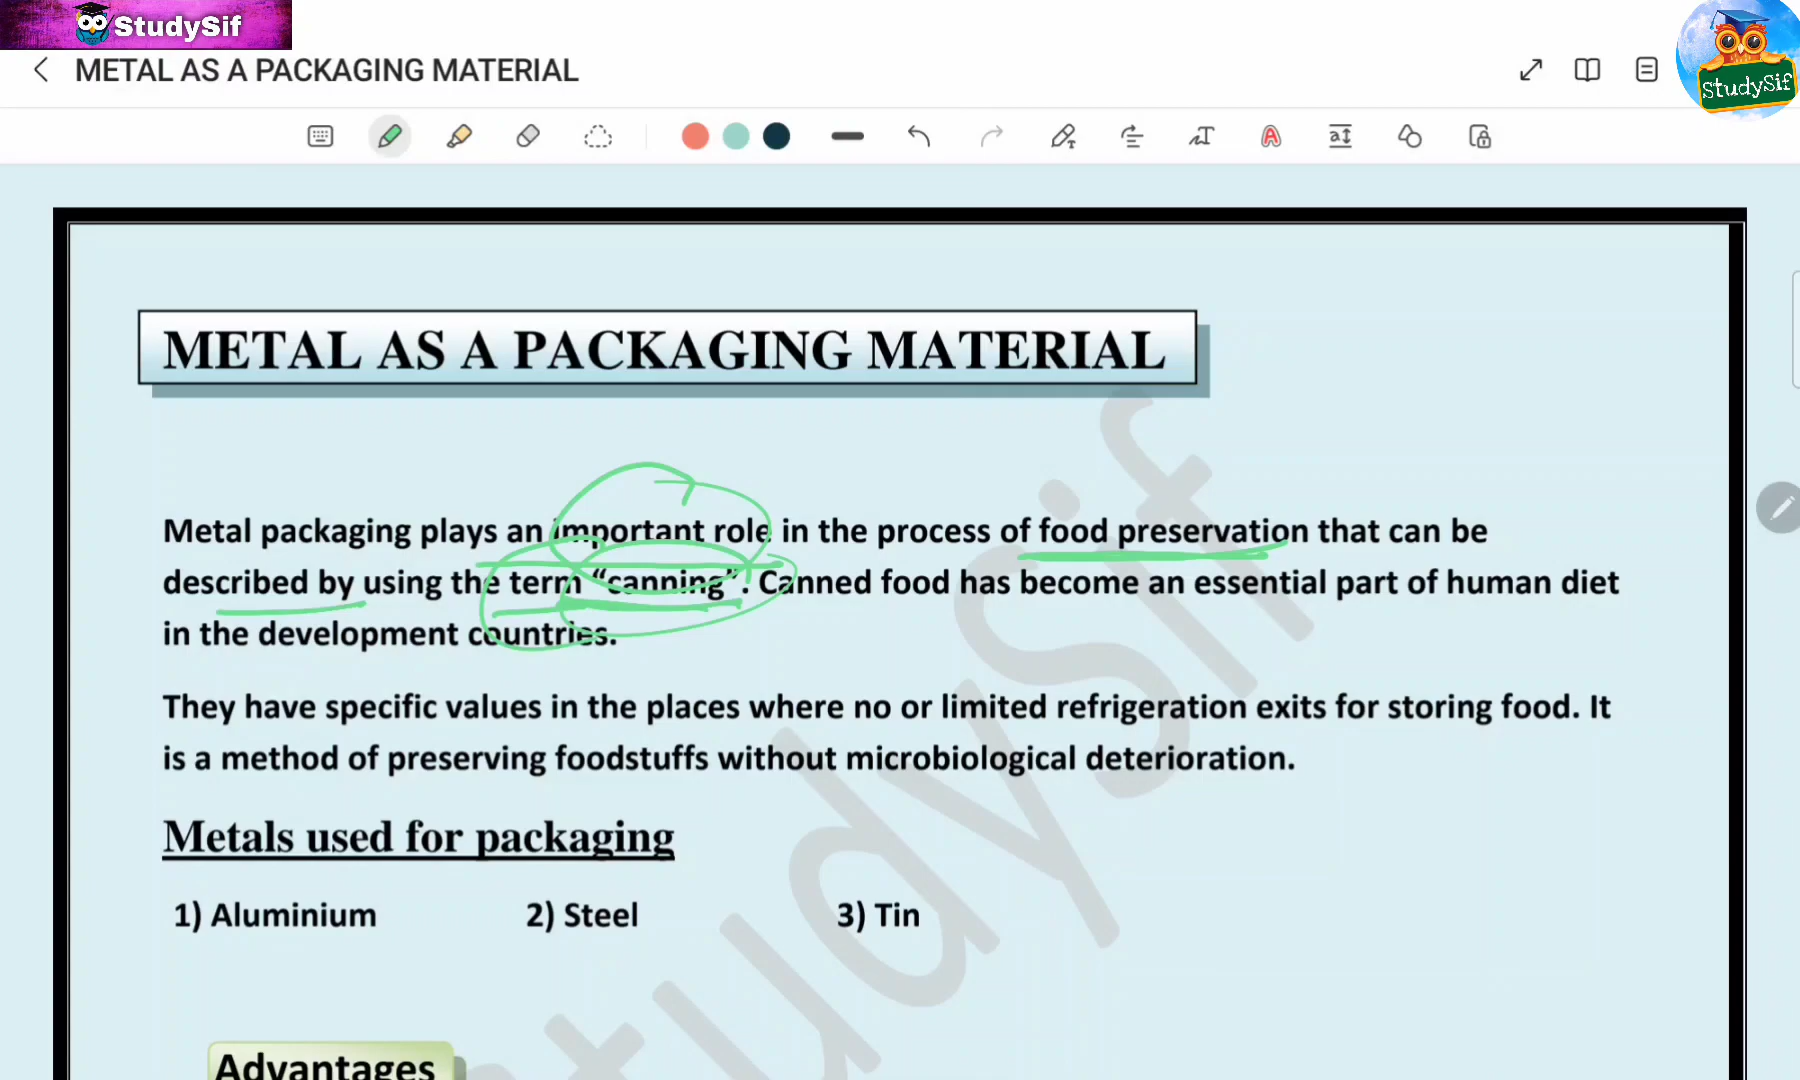 StudySif
METAL AS A PACKAGING MATERIAL
StudySif
METAL AS A PACKAGING MATERIAL
Metal packaging plays an important role in the process of food preservation that can be
described by using the term “canning”. Canned food has become an essential part of human diet
in the development countries.
They have specific values in the places where no or limited refrigeration exits for storing food. It
is a method of preserving foodstuffs without microbiological deterioration.
Metals used for packaging
1) Aluminium 2) Steel 3) Tin
Advantages
StudySif